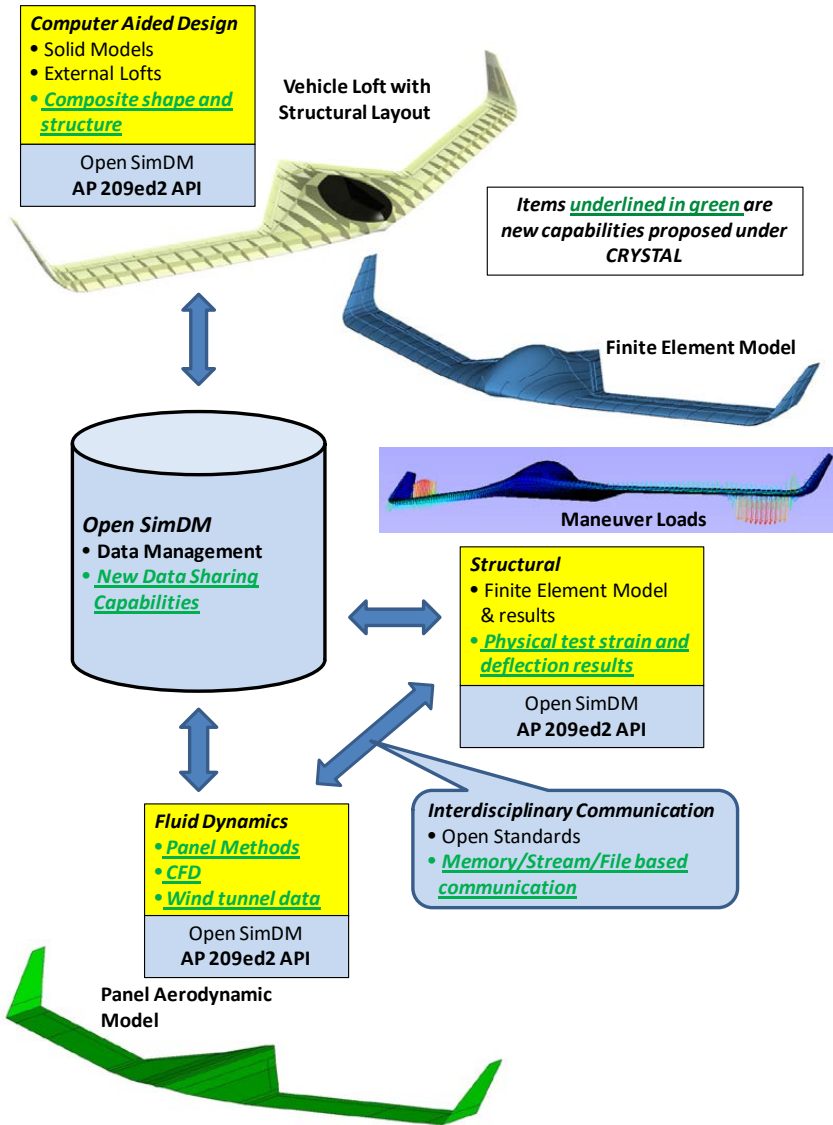 Computer Aided Design
• Solid Models
• External Lofts
• Composite shape and
structure
Open SimDM
AP 209ed2 API
Vehicle Loft with
Structural Layout
Items underlined in green are
new capabilities proposed under
CRYSTAL
Finite Element Model
Maneuver Loads
Open SimDM
• Data Management
• New Data Sharing
Capabilities
Structural
• Finite Element Model
& results
• Physical test strain and
deflection results
Open SimDM
AP 209ed2 API
Interdisciplinary Communication
• Open Standards
• Memory/Stream/File based
communication
Fluid Dynamics
• Panel Methods
• CFD
• Wind tunnel data
Open SimDM
AP 209ed2 API
Panel Aerodynamic
Model